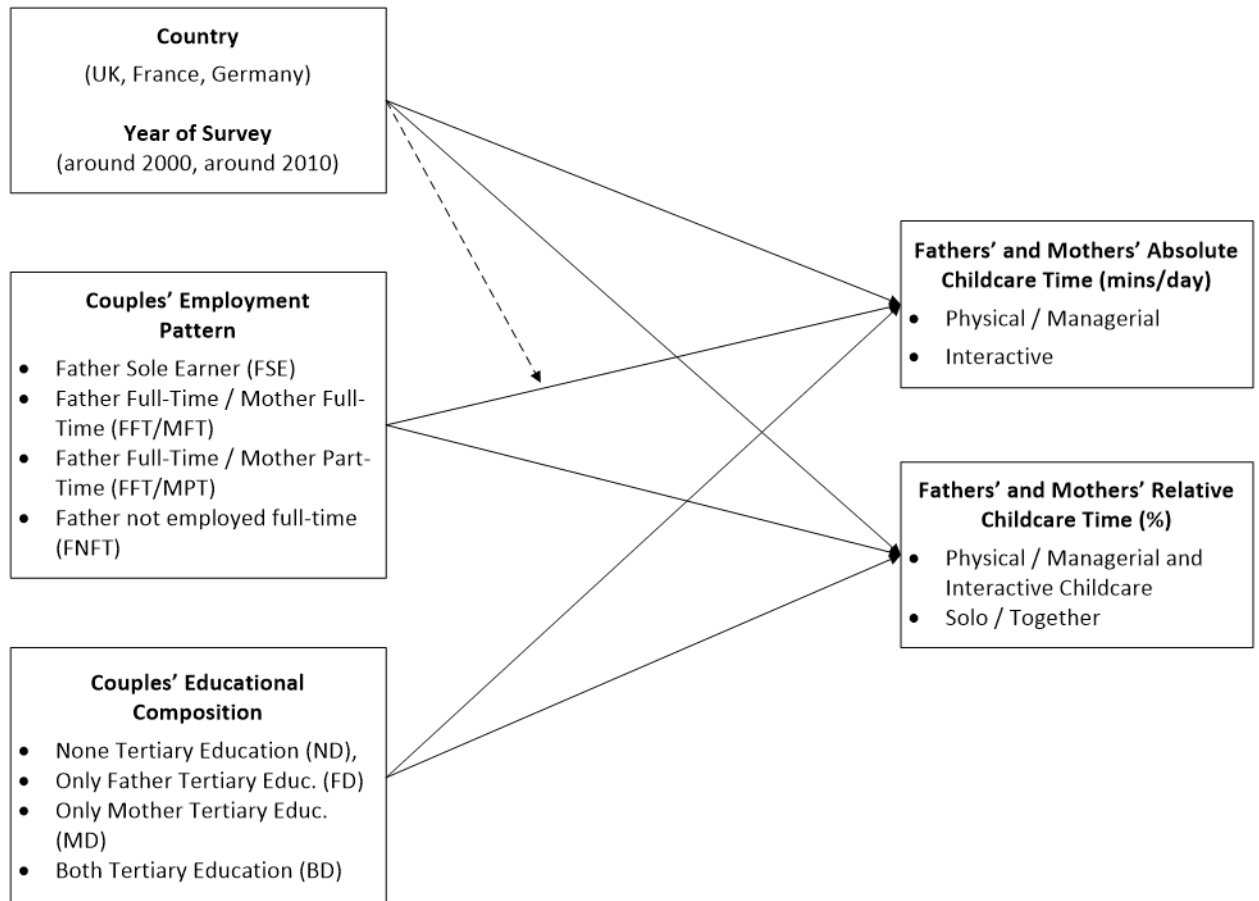 Country
(UK, France, Germany)
Year of Survey
(around 2000, around 2010)
Couples’ Employment
Pattern
• Father Sole Earner (FSE)
• Father Full-Time / Mother Full-
Time (FFT/MFT)
• Father Full-Time / Mother Part-
Time (FFT/MPT)
• Father not employed full-time
(FNFT)
Couples’ Educational
Composition
• None Tertiary Education (ND),
• Only Father Tertiary Educ. (FD)
• Only Mother Tertiary Educ.
(MD)
• Both Tertiary Education (BD)
Fathers’ and Mothers’ Absolute
Childcare Time (mins/day)
• Physical / Managerial
• Interactive
Fathers’ and Mothers’ Relative
Childcare Time (%)
• Physical / Managerial and
Interactive Childcare
• Solo / Together